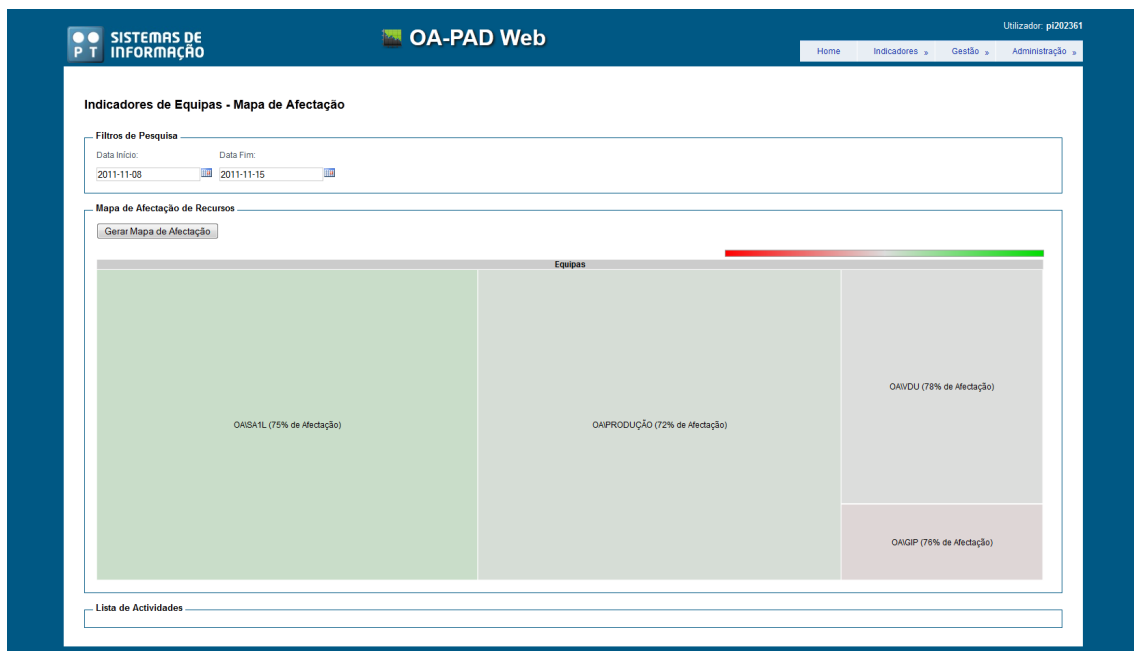 Utilizador: pi202361
PT SISTEMAS DE INFORMAÇÃO
OA-PAD Web
Home Indicadores » Gestão » Administração »
Indicadores de Equipas - Mapa de Afectação
Filtros de Pesquisa
Data Início: Data Fim:
2011-11-08 2011-11-15
Mapa de Afectação de Recursos
Gerar Mapa de Afectação
Equipas
OA\SA1L (75% de Afectação)
OA\PRODUÇÃO (72% de Afectação)
OA\VDU (78% de Afectação)
OA\GIP (76% de Afectação)
Lista de Actividades